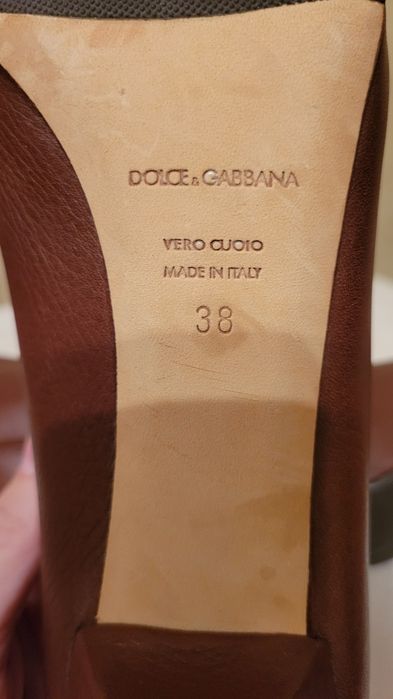 DOLCE & GABBANA
VERO CUOIO
MADE IN ITALY
38